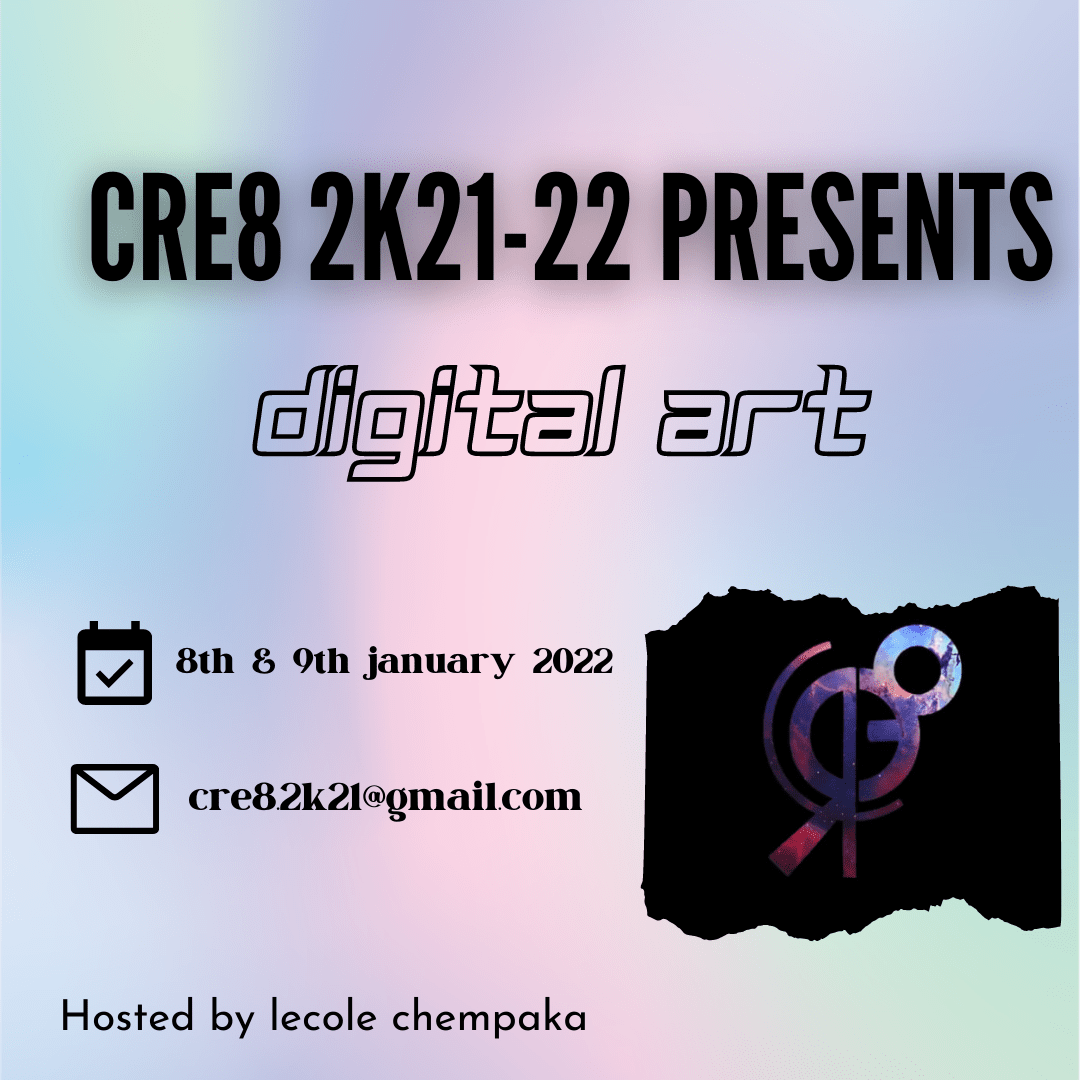 CRE8 2K21-22 PRESENTS
digital art
8th & 9th january 2022
cre8.2k21@gmail.com
Hosted by lecole chempaka